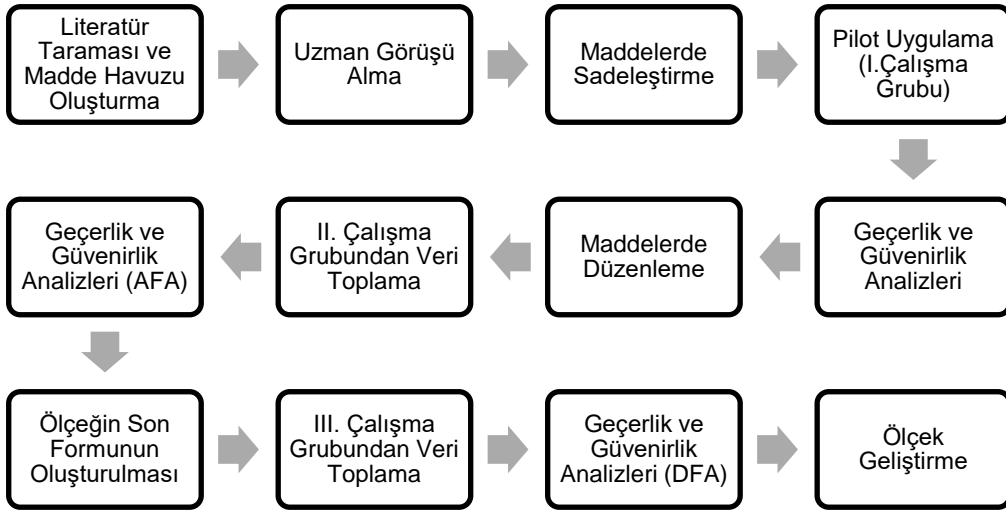 Literatür
Taraması ve
Madde Havuzu
Oluşturma
Uzman Görüşü
Alma
Maddelerde
Sadeleştirme
Pilot Uygulama
(I.Çalışma
Grubu)
Geçerlik ve
Güvenirlik
Analizleri
Maddelerde
Düzenleme
II. Çalışma
Grubundan Veri
Toplama
Geçerlik ve
Güvenirlik
Analizleri (AFA)
Ölçeğin Son
Formunun
Oluşturulması
III. Çalışma
Grubundan Veri
Toplama
Geçerlik ve
Güvenirlik
Analizleri (DFA)
Ölçek
Geliştirme